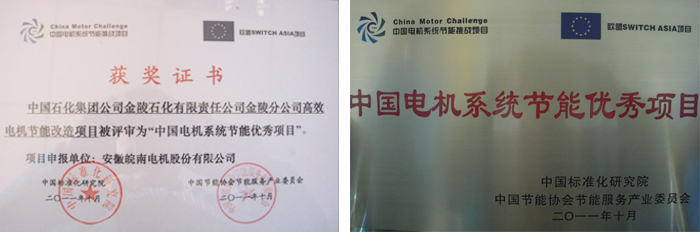 China Motor Challenge
中国电机系统节能挑战项目
欧盟SWITCH ASIA项目
获奖证书
中国石化集团公司金陵石化有限责任公司金陵分公司高效
电机节能改造项目被评审为“中国电机系统节能优秀项目”。
项目申报单位：安徽皖南电机股份有限公司
中国标准化研究院
中国节能协会节能服务产业委员会
二〇一一年十月
二〇一一年十月
China Motor Challenge
中国电机系统节能挑战项目
欧盟SWITCH ASIA项目
中国电机系统节能优秀项目
中国标准化研究院
中国节能协会节能服务产业委员会
二〇一一年十月